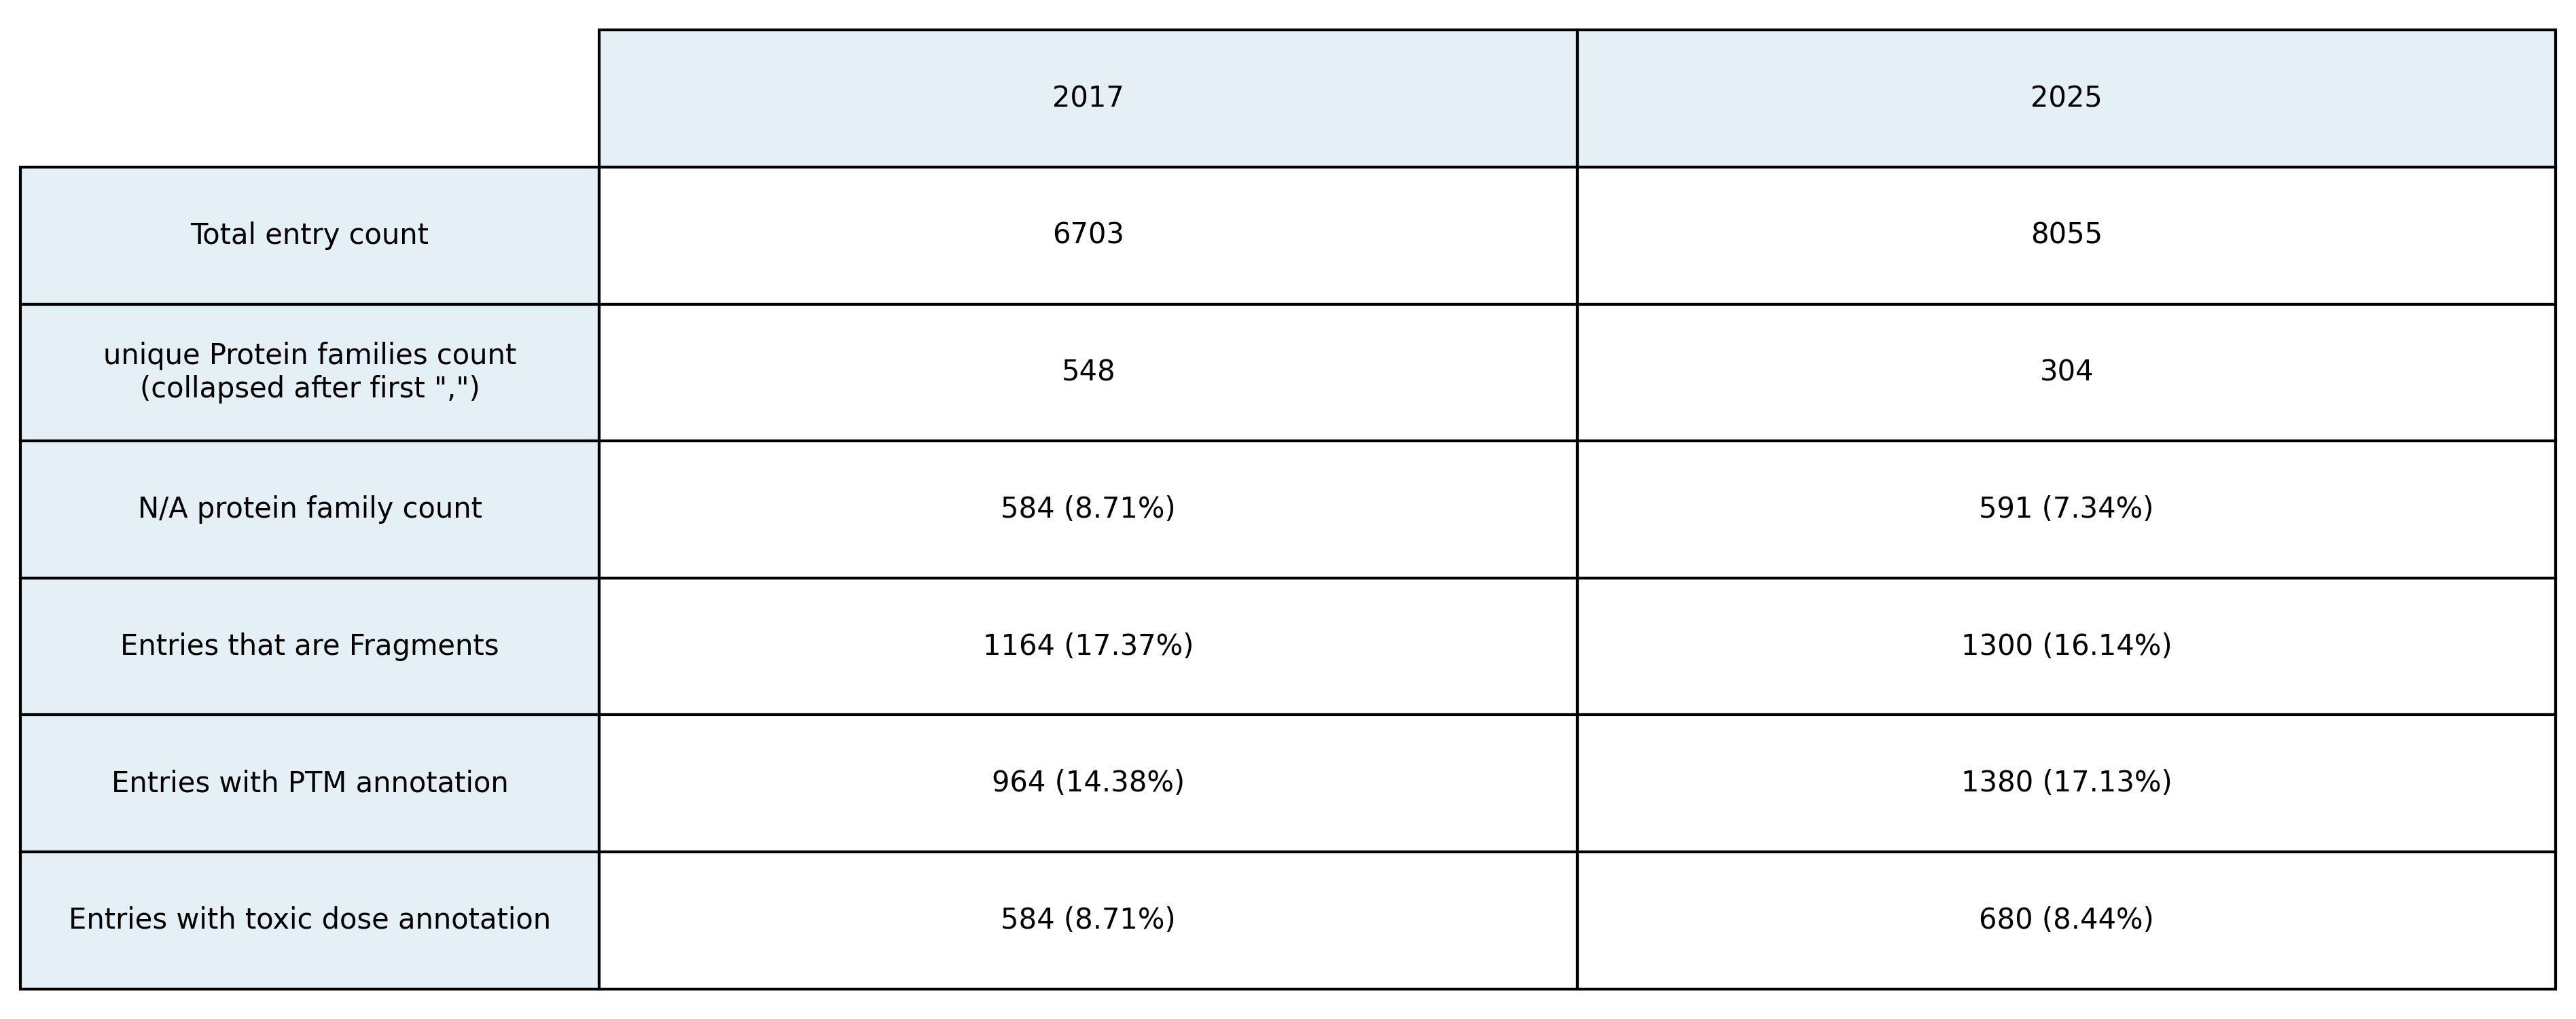 2017 2025
Total entry count 6703 8055
unique Protein families count
(collapsed after first ",") 548 304
N/A protein family count 584 (8.71%) 591 (7.34%)
Entries that are Fragments 1164 (17.37%) 1300 (16.14%)
Entries with PTM annotation 964 (14.38%) 1380 (17.13%)
Entries with toxic dose annotation 584 (8.71%) 680 (8.44%)